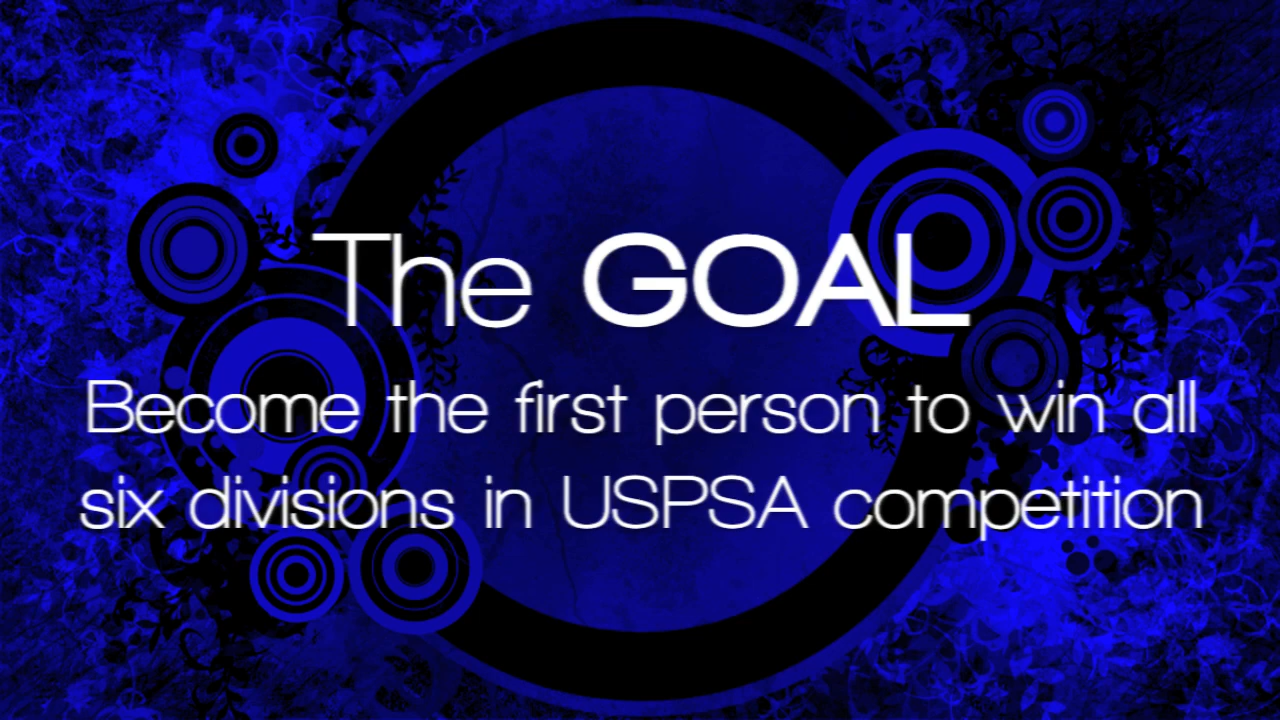 The GOAL
Become the first person to win all
six divisions in USPSA competition